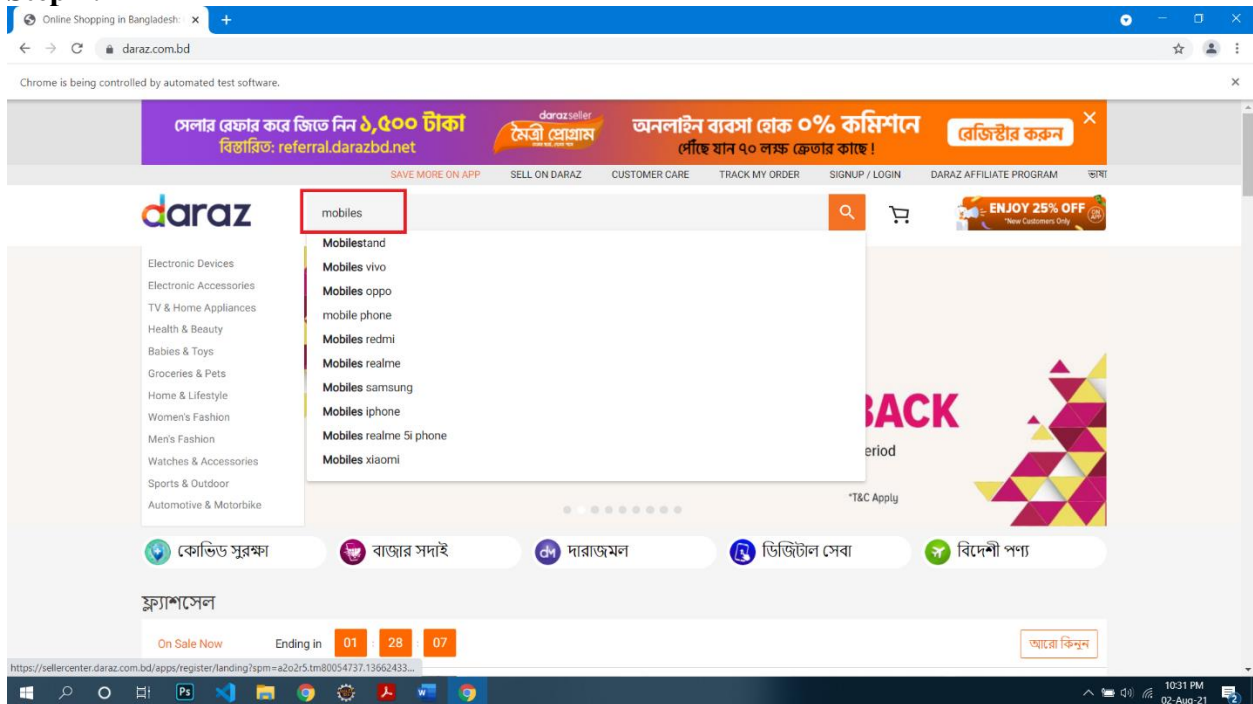 Online Shopping in Bangladesh:
daraz.com.bd
Chrome is being controlled by automated test software.
সেলার রেফার করে জিতে নিন ১,৫০০ টাকা
বিস্তারিত: referral.darazbd.net
daraz seller
মৈত্রী প্রোগ্রাম
অনলাইন ব্যবসা হোক ০% কমিশনে
পৌঁছে যান ৭০ লক্ষ ক্রেতার কাছে !
রেজিস্টার করুন
SAVE MORE ON APP SELL ON DARAZ CUSTOMER CARE TRACK MY ORDER SIGNUP / LOGIN DARAZ AFFILIATE PROGRAM ভাষা
daraz
mobiles
ENJOY 25% OFF
*New Customers Only
ON APP
Mobilestand
Mobiles vivo
Mobiles oppo
mobile phone
Mobiles redmi
Mobiles realme
Mobiles samsung
Mobiles iphone
Mobiles realme 5i phone
Mobiles xiaomi
Electronic Devices
Electronic Accessories
TV & Home Appliances
Health & Beauty
Babies & Toys
Groceries & Pets
Home & Lifestyle
Women's Fashion
Men's Fashion
Watches & Accessories
Sports & Outdoor
Automotive & Motorbike
BACK
eriod
*T&C Apply
কোভিড সুরক্ষা
বাজার সদাই
দারাজমল
ডিজিটাল সেবা
বিদেশী পণ্য
ফ্ল্যাশসেল
On Sale Now Ending in 01 : 28 : 07
আরো কিনুন
https://sellercenter.daraz.com.bd/apps/register/landing?spm=a2o2r5.tm80054737.13662433...
10:31 PM
02-Aug-21